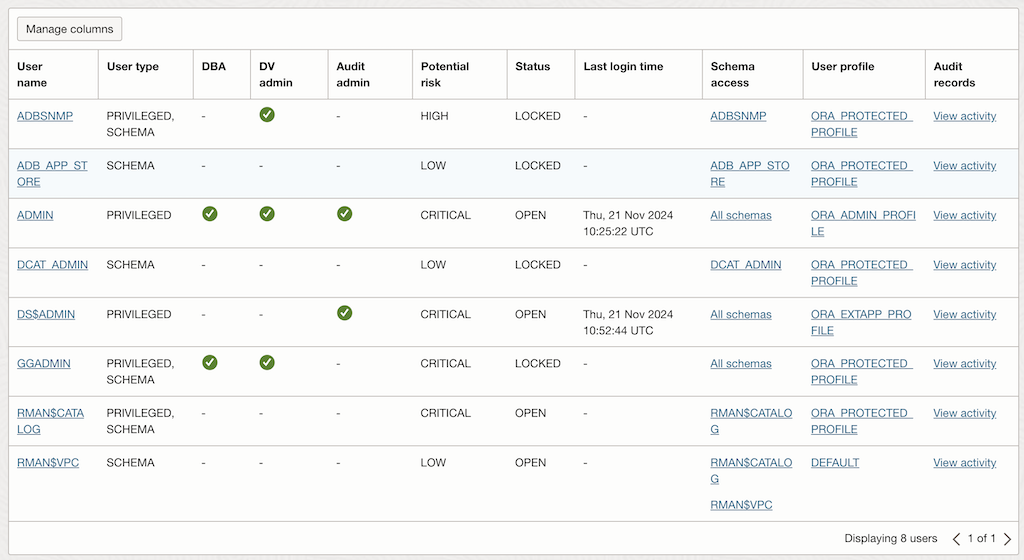 Manage columns
User name User type DBA DV admin Audit admin Potential risk Status Last login time Schema access User profile Audit records
ADBSNMP PRIVILEGED, SCHEMA - - HIGH LOCKED - ADBSNMP ORA_PROTECTED_PROFILE View activity
ADB_APP_STORE SCHEMA - - - LOW LOCKED - ADB_APP_STORE ORA_PROTECTED_PROFILE View activity
ADMIN PRIVILEGED CRITICAL OPEN Thu, 21 Nov 2024 10:25:22 UTC All schemas ORA_ADMIN_PROFILE View activity
DCAT_ADMIN SCHEMA - - - LOW LOCKED - DCAT_ADMIN ORA_PROTECTED_PROFILE View activity
DS$ADMIN PRIVILEGED - - CRITICAL OPEN Thu, 21 Nov 2024 10:52:44 UTC All schemas ORA_EXTAPP_PROFILE View activity
GGADMIN PRIVILEGED, SCHEMA - CRITICAL LOCKED - All schemas ORA_PROTECTED_PROFILE View activity
RMAN$CATALOG PRIVILEGED, SCHEMA - - - CRITICAL OPEN - RMAN$CATALOG ORA_PROTECTED_PROFILE View activity
RMAN$VPC SCHEMA - - - LOW OPEN - RMAN$CATALOG RMAN$VPC DEFAULT View activity
Displaying 8 users 1 of 1